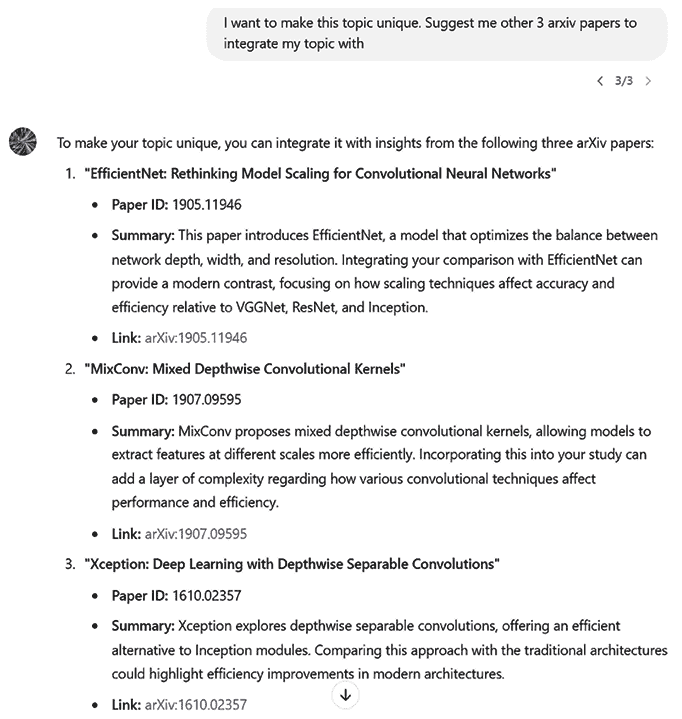 I want to make this topic unique. Suggest me other 3 arxiv papers to
integrate my topic with
3/3
To make your topic unique, you can integrate it with insights from the following three arXiv papers:
1. "EfficientNet: Rethinking Model Scaling for Convolutional Neural Networks"
• Paper ID: 1905.11946
• Summary: This paper introduces EfficientNet, a model that optimizes the balance between
network depth, width, and resolution. Integrating your comparison with EfficientNet can
provide a modern contrast, focusing on how scaling techniques affect accuracy and
efficiency relative to VGGNet, ResNet, and Inception.
• Link: arXiv:1905.11946
2. "MixConv: Mixed Depthwise Convolutional Kernels"
• Paper ID: 1907.09595
• Summary: MixConv proposes mixed depthwise convolutional kernels, allowing models to
extract features at different scales more efficiently. Incorporating this into your study can
add a layer of complexity regarding how various convolutional techniques affect
performance and efficiency.
• Link: arXiv:1907.09595
3. "Xception: Deep Learning with Depthwise Separable Convolutions"
• Paper ID: 1610.02357
• Summary: Xception explores depthwise separable convolutions, offering an efficient
alternative to Inception modules. Comparing this approach with the traditional architectures
could highlight efficiency improvements in modern architectures.
• Link: arXiv:1610.02357